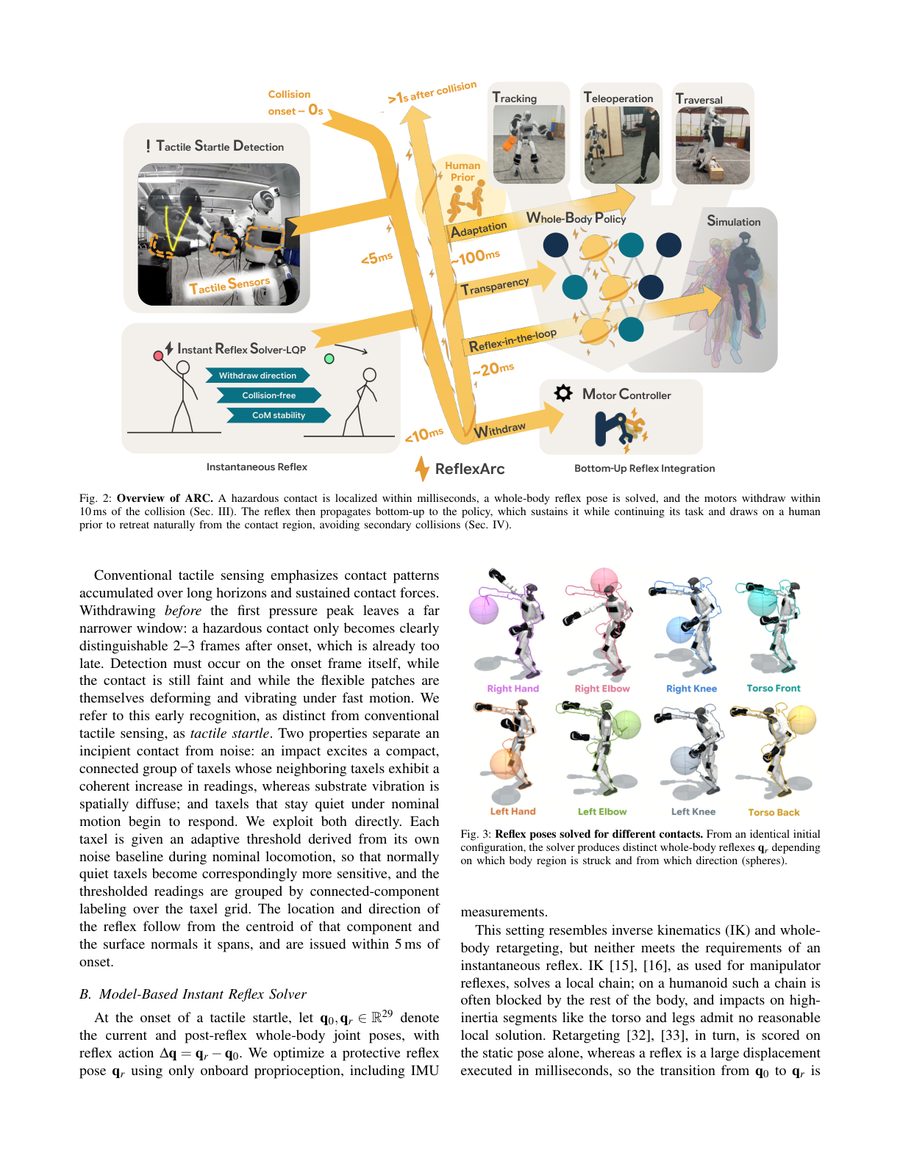 Collision
onset – 0s
>1s after collision
! Tactile Startle Detection
Tactile Sensors
Tracking
Teleoperation
Traversal
Human
Prior
Adaptation
Whole-Body Policy
Simulation
<5ms
~100ms
Transparency
Reflex-in-the-loop
~20ms
Instant Reflex Solver-LQP
Withdraw direction
Collision-free
CoM stability
<10ms
Withdraw
Motor Controller
Instantaneous Reflex
ReflexArc
Bottom-Up Reflex Integration
Fig. 2: Overview of ARC. A hazardous contact is localized within milliseconds, a whole-body reflex pose is solved, and the motors withdraw within
10 ms of the collision (Sec. III). The reflex then propagates bottom-up to the policy, which sustains it while continuing its task and draws on a human
prior to retreat naturally from the contact region, avoiding secondary collisions (Sec. IV).
Conventional tactile sensing emphasizes contact patterns
accumulated over long horizons and sustained contact forces.
Withdrawing before the first pressure peak leaves a far
narrower window: a hazardous contact only becomes clearly
distinguishable 2–3 frames after onset, which is already too
late. Detection must occur on the onset frame itself, while
the contact is still faint and while the flexible patches are
themselves deforming and vibrating under fast motion. We
refer to this early recognition, as distinct from conventional
tactile sensing, as tactile startle. Two properties separate an
incipient contact from noise: an impact excites a compact,
connected group of taxels whose neighboring taxels exhibit a
coherent increase in readings, whereas substrate vibration is
spatially diffuse; and taxels that stay quiet under nominal
motion begin to respond. We exploit both directly. Each
taxel is given an adaptive threshold derived from its own
noise baseline during nominal locomotion, so that normally
quiet taxels become correspondingly more sensitive, and the
thresholded readings are grouped by connected-component
labeling over the taxel grid. The location and direction of
the reflex follow from the centroid of that component and
the surface normals it spans, and are issued within 5 ms of
onset.
B. Model-Based Instant Reflex Solver
At the onset of a tactile startle, let q0, qr ∈ ℝ29 denote
the current and post-reflex whole-body joint poses, with
reflex action Δq = qr − q0. We optimize a protective reflex
pose qr using only onboard proprioception, including IMU
Right Hand
Right Elbow
Right Knee
Torso Front
Left Hand
Left Elbow
Left Knee
Torso Back
Fig. 3: Reflex poses solved for different contacts. From an identical initial
configuration, the solver produces distinct whole-body reflexes qr depending
on which body region is struck and from which direction (spheres).
measurements.
This setting resembles inverse kinematics (IK) and whole-
body retargeting, but neither meets the requirements of an
instantaneous reflex. IK [15], [16], as used for manipulator
reflexes, solves a local chain; on a humanoid such a chain is
often blocked by the rest of the body, and impacts on high-
inertia segments like the torso and legs admit no reasonable
local solution. Retargeting [32], [33], in turn, is scored on
the static pose alone, whereas a reflex is a large displacement
executed in milliseconds, so the transition from q0 to qr is